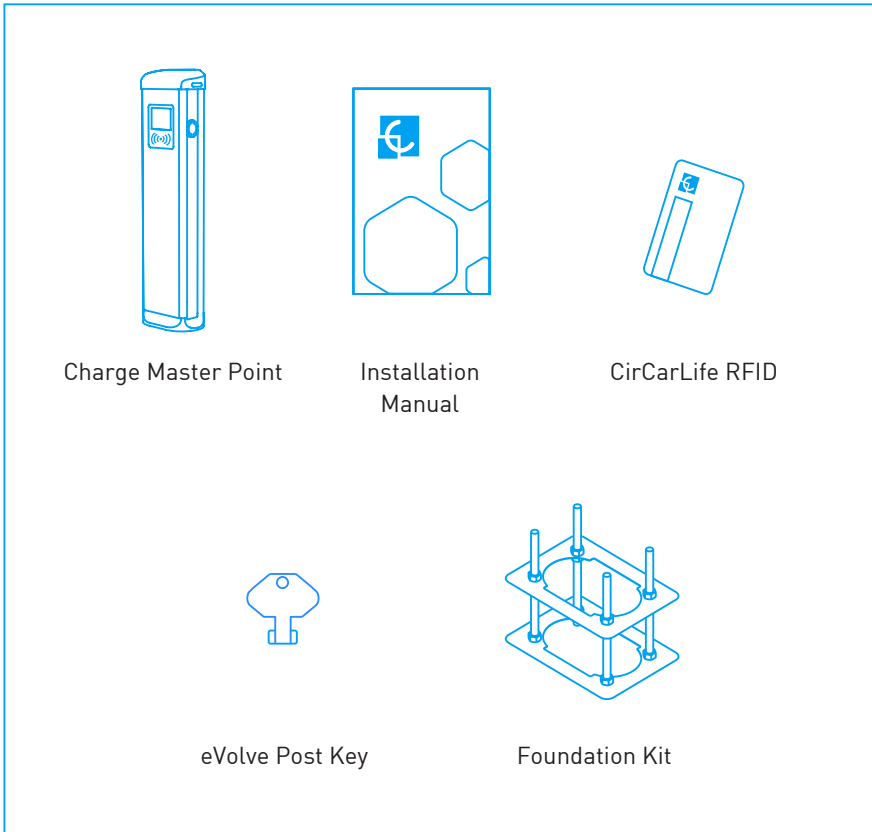 Charge Master Point
Installation
Manual
CirCarLife RFID
eVolve Post Key
Foundation Kit